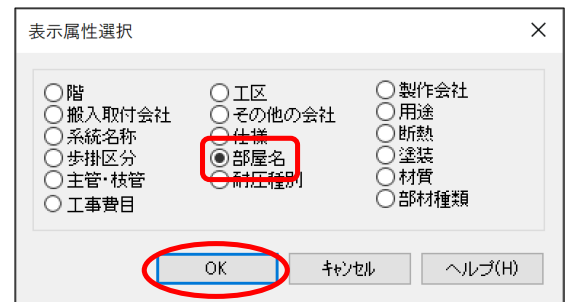 表示属性選択
階
搬入取付会社
系統名称
歩掛区分
主管・枝管
工事費目
工区
その他の会社
仕様
部屋名
耐圧種別
製作会社
用途
断熱
塗装
材質
部材種類
OK
キャンセル
ヘルプ(H)